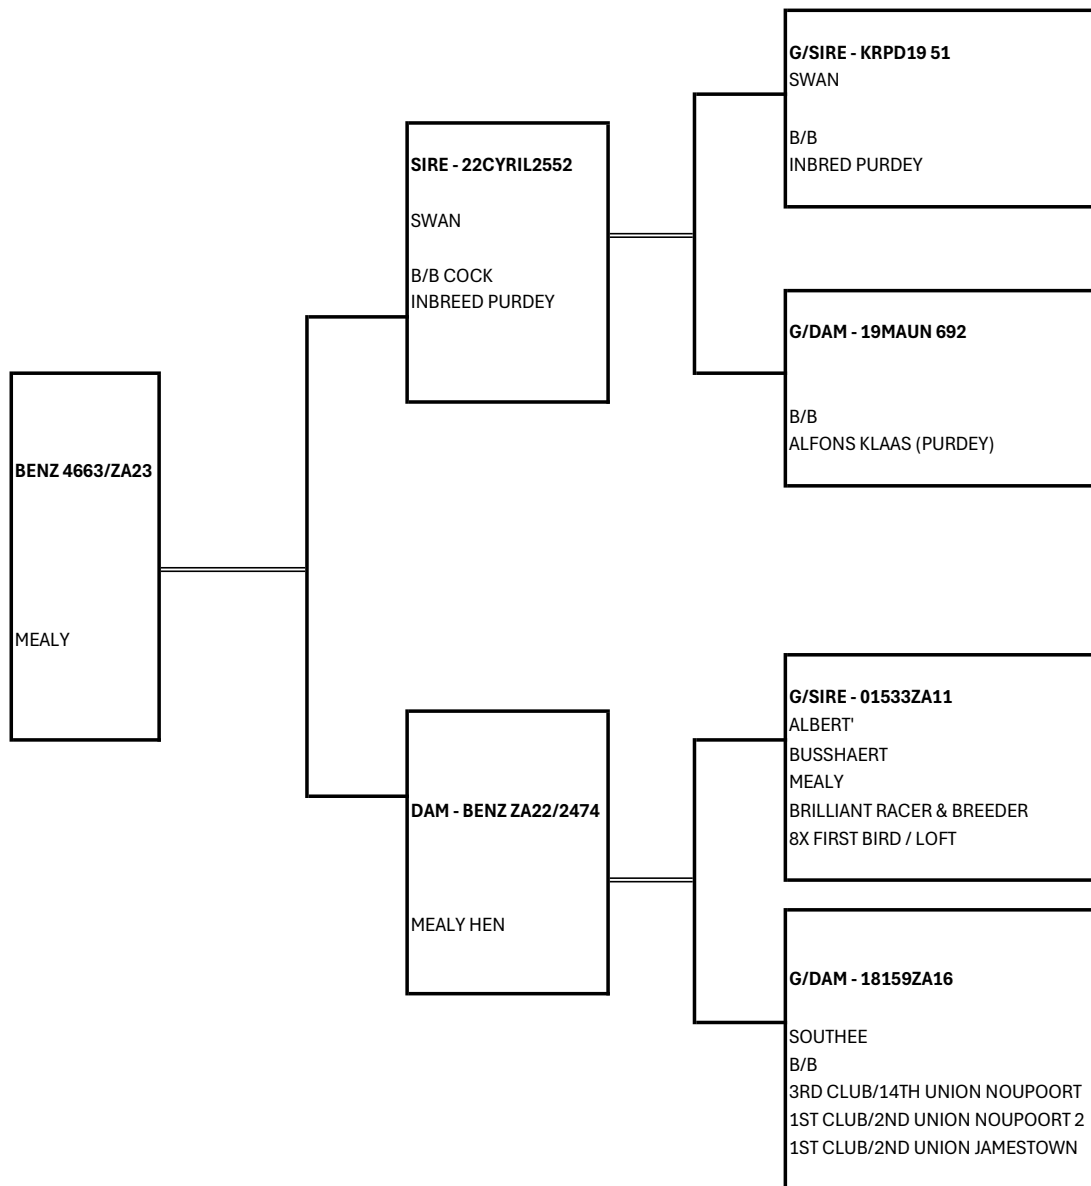 BENZ 4663/ZA23
MEALY
SIRE - 22CYRIL2552
SWAN
B/B COCK
INBREED PURDEY
DAM - BENZ ZA22/2474
MEALY HEN
G/SIRE - KRPD19 51
SWAN
B/B
INBRED PURDEY
G/DAM - 19MAUN 692
B/B
ALFONS KLAAS (PURDEY)
G/SIRE - 01533ZA11
ALBERT'
BUSSHAERT
MEALY
BRILLIANT RACER & BREEDER
8X FIRST BIRD / LOFT
G/DAM - 18159ZA16
SOUTHEE
B/B
3RD CLUB/14TH UNION NOUPOORT
1ST CLUB/2ND UNION NOUPOORT 2
1ST CLUB/2ND UNION JAMESTOWN